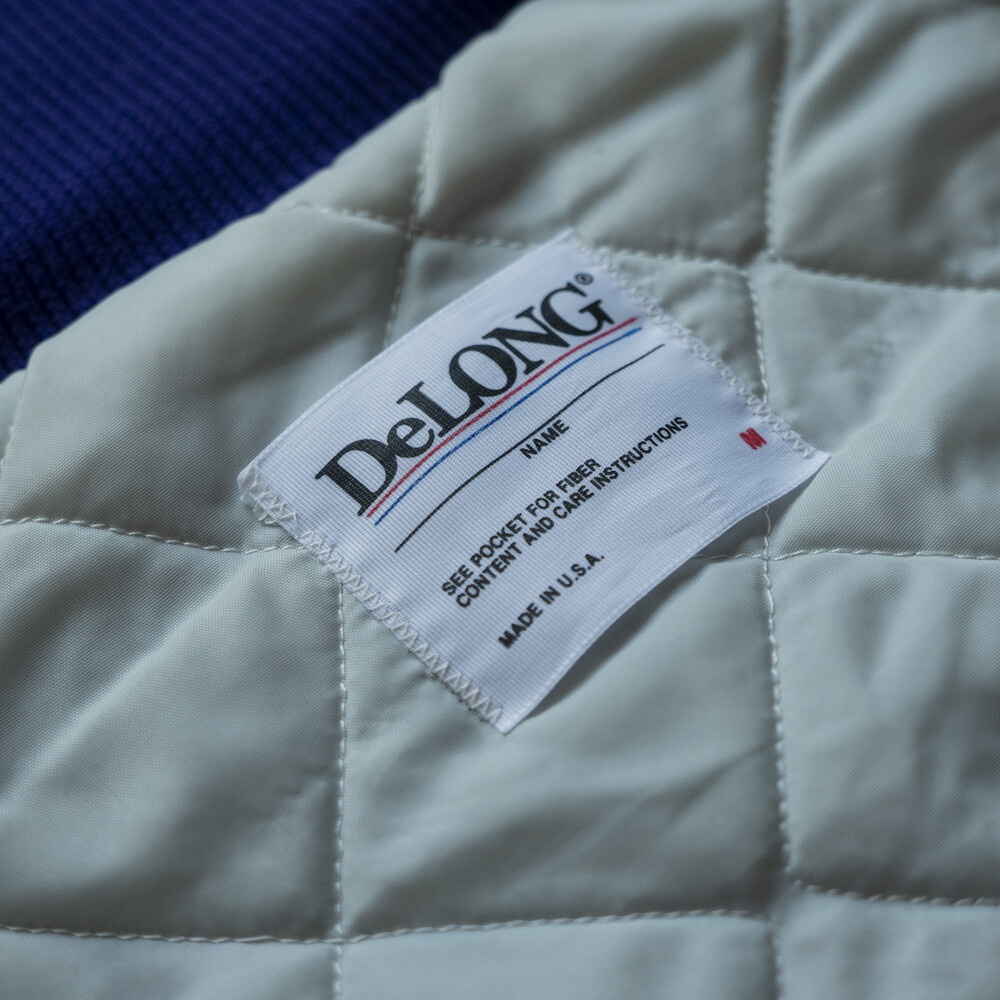 DeLONG®
NAME
SEE POCKET FOR FIBER
CONTENT AND CARE INSTRUCTIONS
M
MADE IN U.S.A.